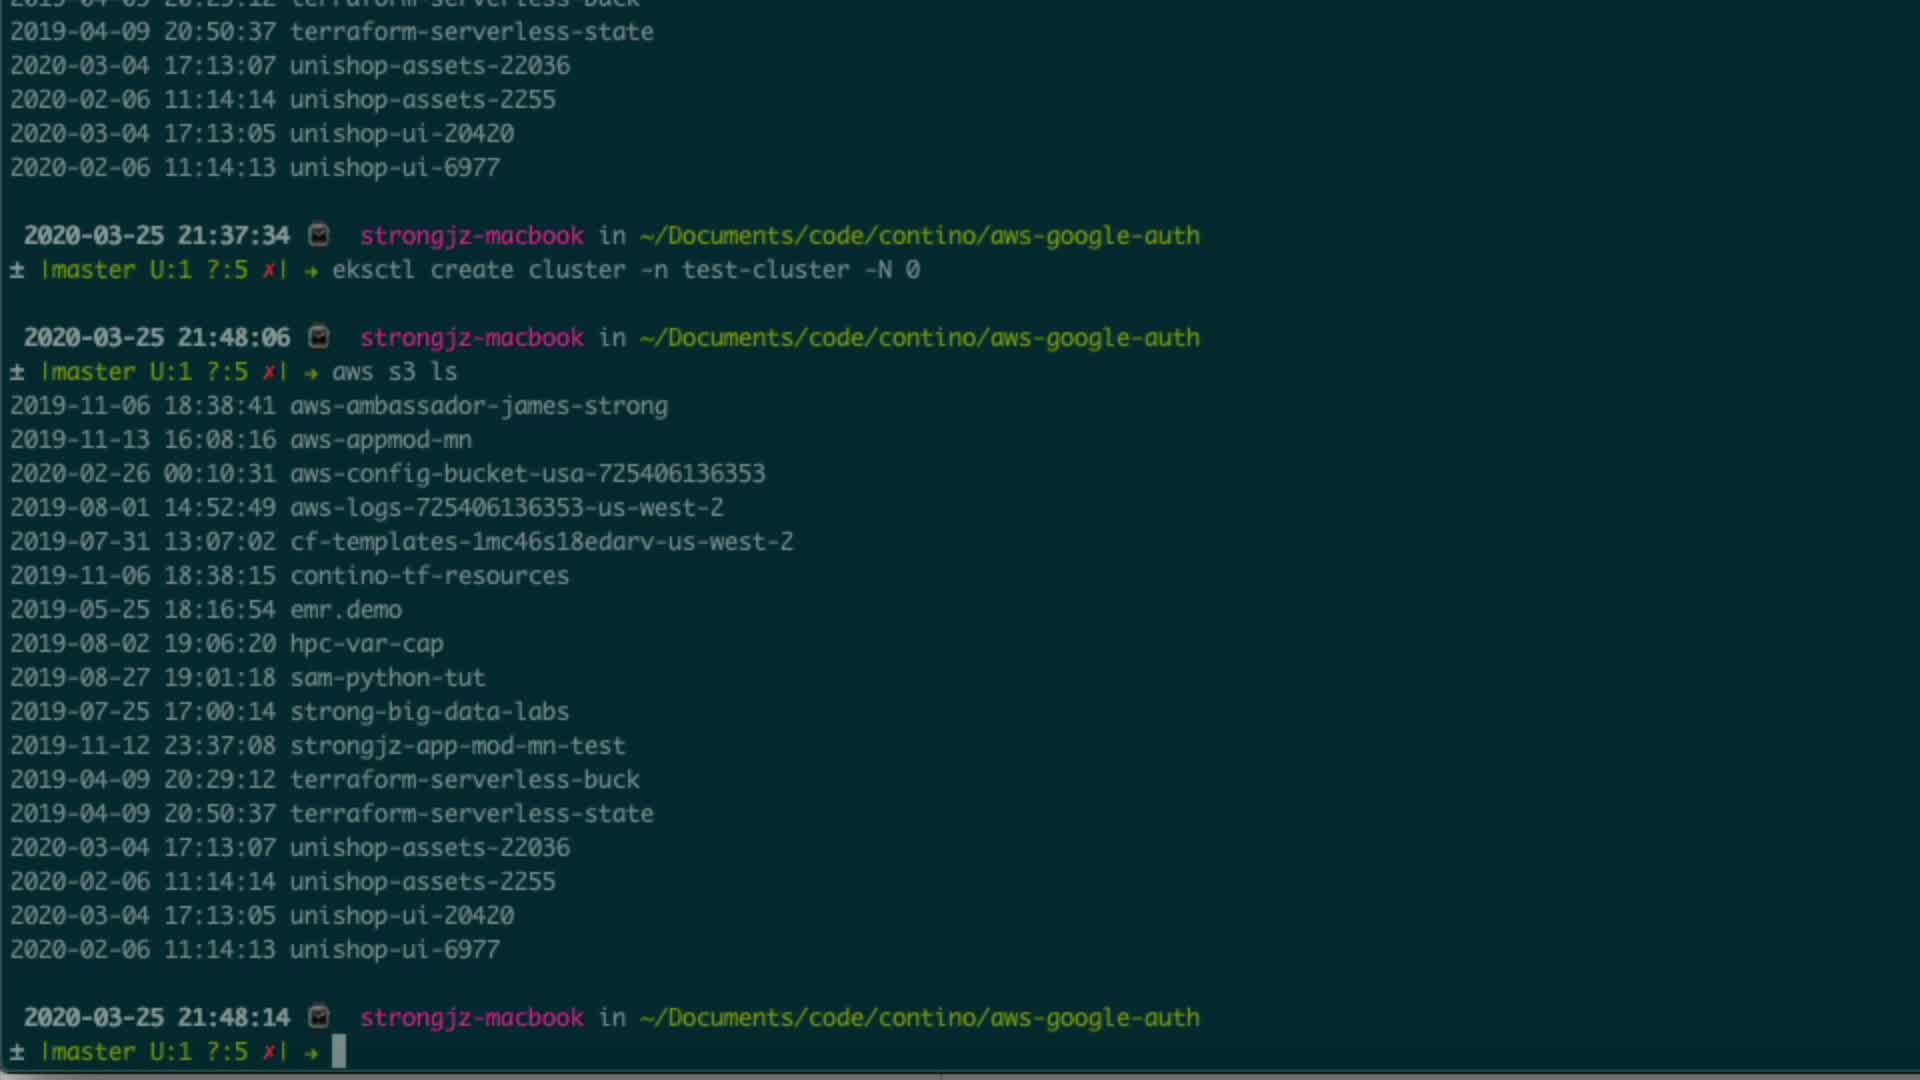 2019-04-09 20:29:12 terraform-serverless-buck
2019-04-09 20:50:37 terraform-serverless-state
2020-03-04 17:13:07 unishop-assets-22036
2020-02-06 11:14:14 unishop-assets-2255
2020-03-04 17:13:05 unishop-ui-20420
2020-02-06 11:14:13 unishop-ui-6977
2020-03-25 21:37:34 strongjz-macbook in ~/Documents/code/contino/aws-google-auth
± |master U:1 ?:5 ✗| → eksctl create cluster -n test-cluster -N 0
2020-03-25 21:48:06 strongjz-macbook in ~/Documents/code/contino/aws-google-auth
± |master U:1 ?:5 ✗| → aws s3 ls
2019-11-06 18:38:41 aws-ambassador-james-strong
2019-11-13 16:08:16 aws-appmod-mn
2020-02-26 00:10:31 aws-config-bucket-usa-725406136353
2019-08-01 14:52:49 aws-logs-725406136353-us-west-2
2019-07-31 13:07:02 cf-templates-1mc46s18edarv-us-west-2
2019-11-06 18:38:15 contino-tf-resources
2019-05-25 18:16:54 emr.demo
2019-08-02 19:06:20 hpc-var-cap
2019-08-27 19:01:18 sam-python-tut
2019-07-25 17:00:14 strong-big-data-labs
2019-11-12 23:37:08 strongjz-app-mod-mn-test
2019-04-09 20:29:12 terraform-serverless-buck
2019-04-09 20:50:37 terraform-serverless-state
2020-03-04 17:13:07 unishop-assets-22036
2020-02-06 11:14:14 unishop-assets-2255
2020-03-04 17:13:05 unishop-ui-20420
2020-02-06 11:14:13 unishop-ui-6977
2020-03-25 21:48:14 strongjz-macbook in ~/Documents/code/contino/aws-google-auth
± |master U:1 ?:5 ✗| →